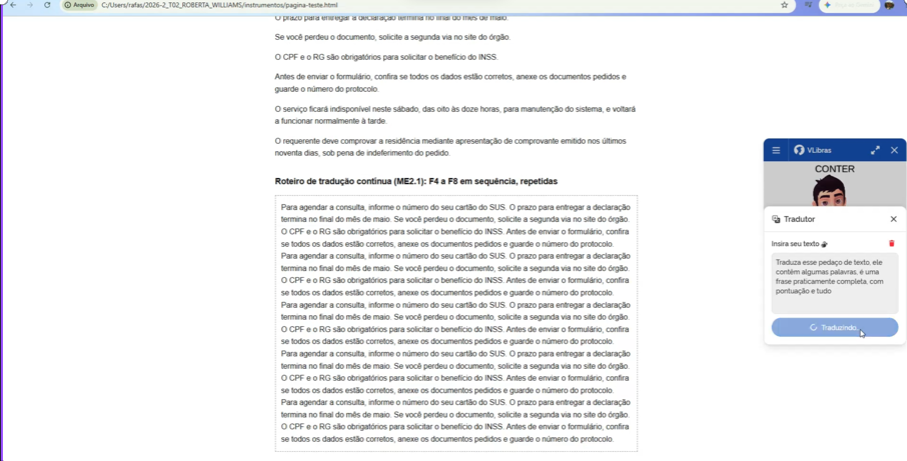 Arquivo C:/Users/rafas/2026-2_T02_ROBERTA_WILLIAMS/instrumentos/pagina-teste.html
O prazo para entregar a declaração termina no final do mês de maio.
Se você perdeu o documento, solicite a segunda via no site do órgão.
O CPF e o RG são obrigatórios para solicitar o benefício do INSS.
Antes de enviar o formulário, confira se todos os dados estão corretos, anexe os documentos pedidos e
guarde o número do protocolo.
O serviço ficará indisponível neste sábado, das oito às doze horas, para manutenção do sistema, e voltará
a funcionar normalmente à tarde.
O requerente deve comprovar a residência mediante apresentação de comprovante emitido nos últimos
noventa dias, sob pena de indeferimento do pedido.
Roteiro de tradução contínua (ME2.1): F4 a F8 em sequência, repetidas
Para agendar a consulta, informe o número do seu cartão do SUS. O prazo para entregar a declaração
termina no final do mês de maio. Se você perdeu o documento, solicite a segunda via no site do órgão.
O CPF e o RG são obrigatórios para solicitar o benefício do INSS. Antes de enviar o formulário, confira
se todos os dados estão corretos, anexe os documentos pedidos e guarde o número do protocolo.
Para agendar a consulta, informe o número do seu cartão do SUS. O prazo para entregar a declaração
termina no final do mês de maio. Se você perdeu o documento, solicite a segunda via no site do órgão.
O CPF e o RG são obrigatórios para solicitar o benefício do INSS. Antes de enviar o formulário, confira
se todos os dados estão corretos, anexe os documentos pedidos e guarde o número do protocolo.
Para agendar a consulta, informe o número do seu cartão do SUS. O prazo para entregar a declaração
termina no final do mês de maio. Se você perdeu o documento, solicite a segunda via no site do órgão.
O CPF e o RG são obrigatórios para solicitar o benefício do INSS. Antes de enviar o formulário, confira
se todos os dados estão corretos, anexe os documentos pedidos e guarde o número do protocolo.
Para agendar a consulta, informe o número do seu cartão do SUS. O prazo para entregar a declaração
termina no final do mês de maio. Se você perdeu o documento, solicite a segunda via no site do órgão.
O CPF e o RG são obrigatórios para solicitar o benefício do INSS. Antes de enviar o formulário, confira
se todos os dados estão corretos, anexe os documentos pedidos e guarde o número do protocolo.
Para agendar a consulta, informe o número do seu cartão do SUS. O prazo para entregar a declaração
termina no final do mês de maio. Se você perdeu o documento, solicite a segunda via no site do órgão.
O CPF e o RG são obrigatórios para solicitar o benefício do INSS. Antes de enviar o formulário, confira
se todos os dados estão corretos, anexe os documentos pedidos e guarde o número do protocolo.
VLibras
CONTER
Tradutor
Insira seu texto
Traduza esse pedaço de texto, ele
contém algumas palavras, é uma
frase praticamente completa, com
pontuação e tudo
Traduzindo.